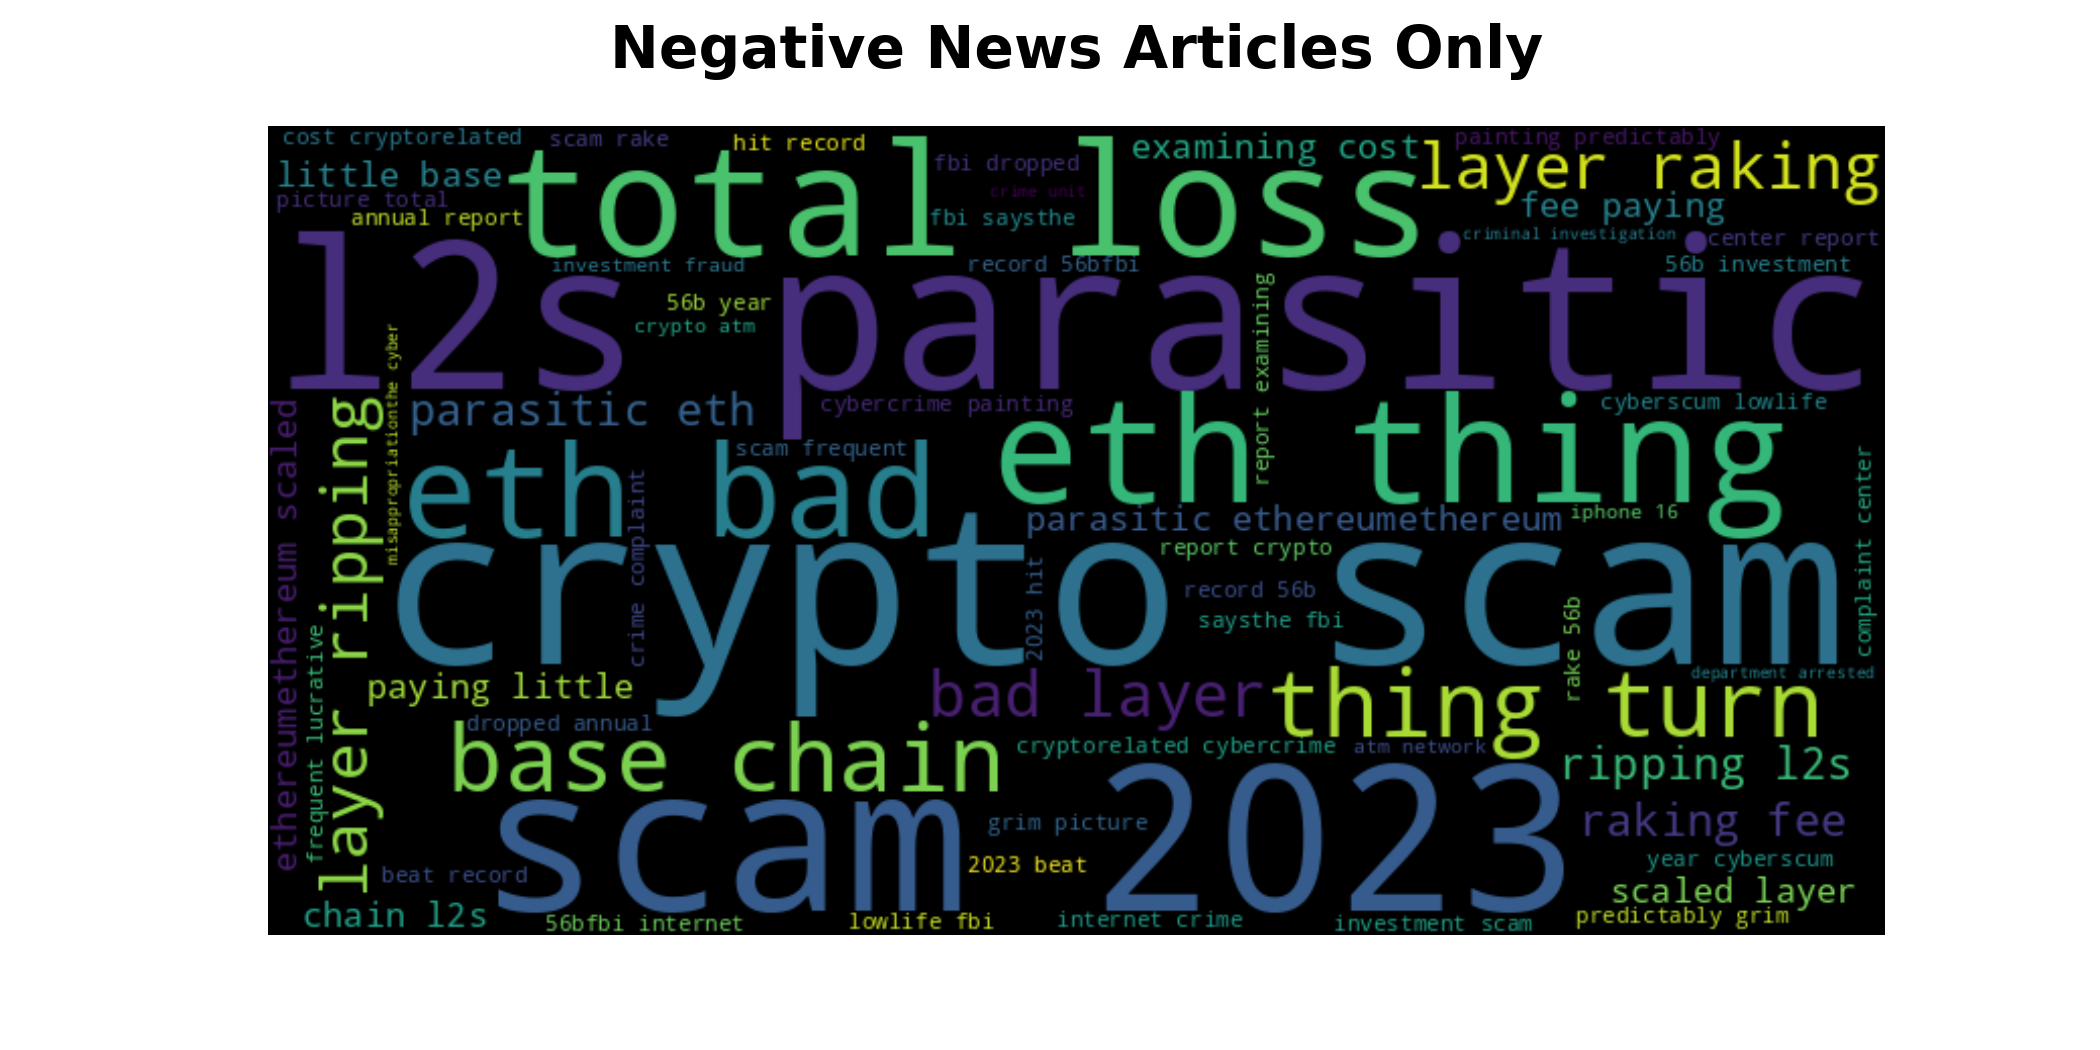 Negative News Articles Only
cost cryptorelated
scam rake
hit record
total loss
fbi dropped
examining cost
painting predictably
layer raking
little base
picture total
crime unit
annual report
fbi saysthe
fee paying
criminal investigation
center report
l2s parasitic
investment fraud
record 56bfbi
56b investment
56b year
crypto atm
report examining
misappropriationthe cyber
parasitic eth
cybercrime painting
eth thing
cyberscum lowlife
ethereumethereum scaled
layer ripping
eth bad
scam frequent
crime complaint
parasitic ethereumethereum
iphone 16
complaint center
crypto scam
report crypto
2023 hit
record 56b
saysthe fbi
rake 56b
frequent lucrative
paying little
bad layer
thing turn
department arrested
dropped annual
base chain
cryptorelated cybercrime
atm network
ripping l2s
scam 2023
grim picture
raking fee
2023 beat
year cyberscum
beat record
scaled layer
chain l2s
56bfbi internet
lowlife fbi
internet crime
investment scam
predictably grim